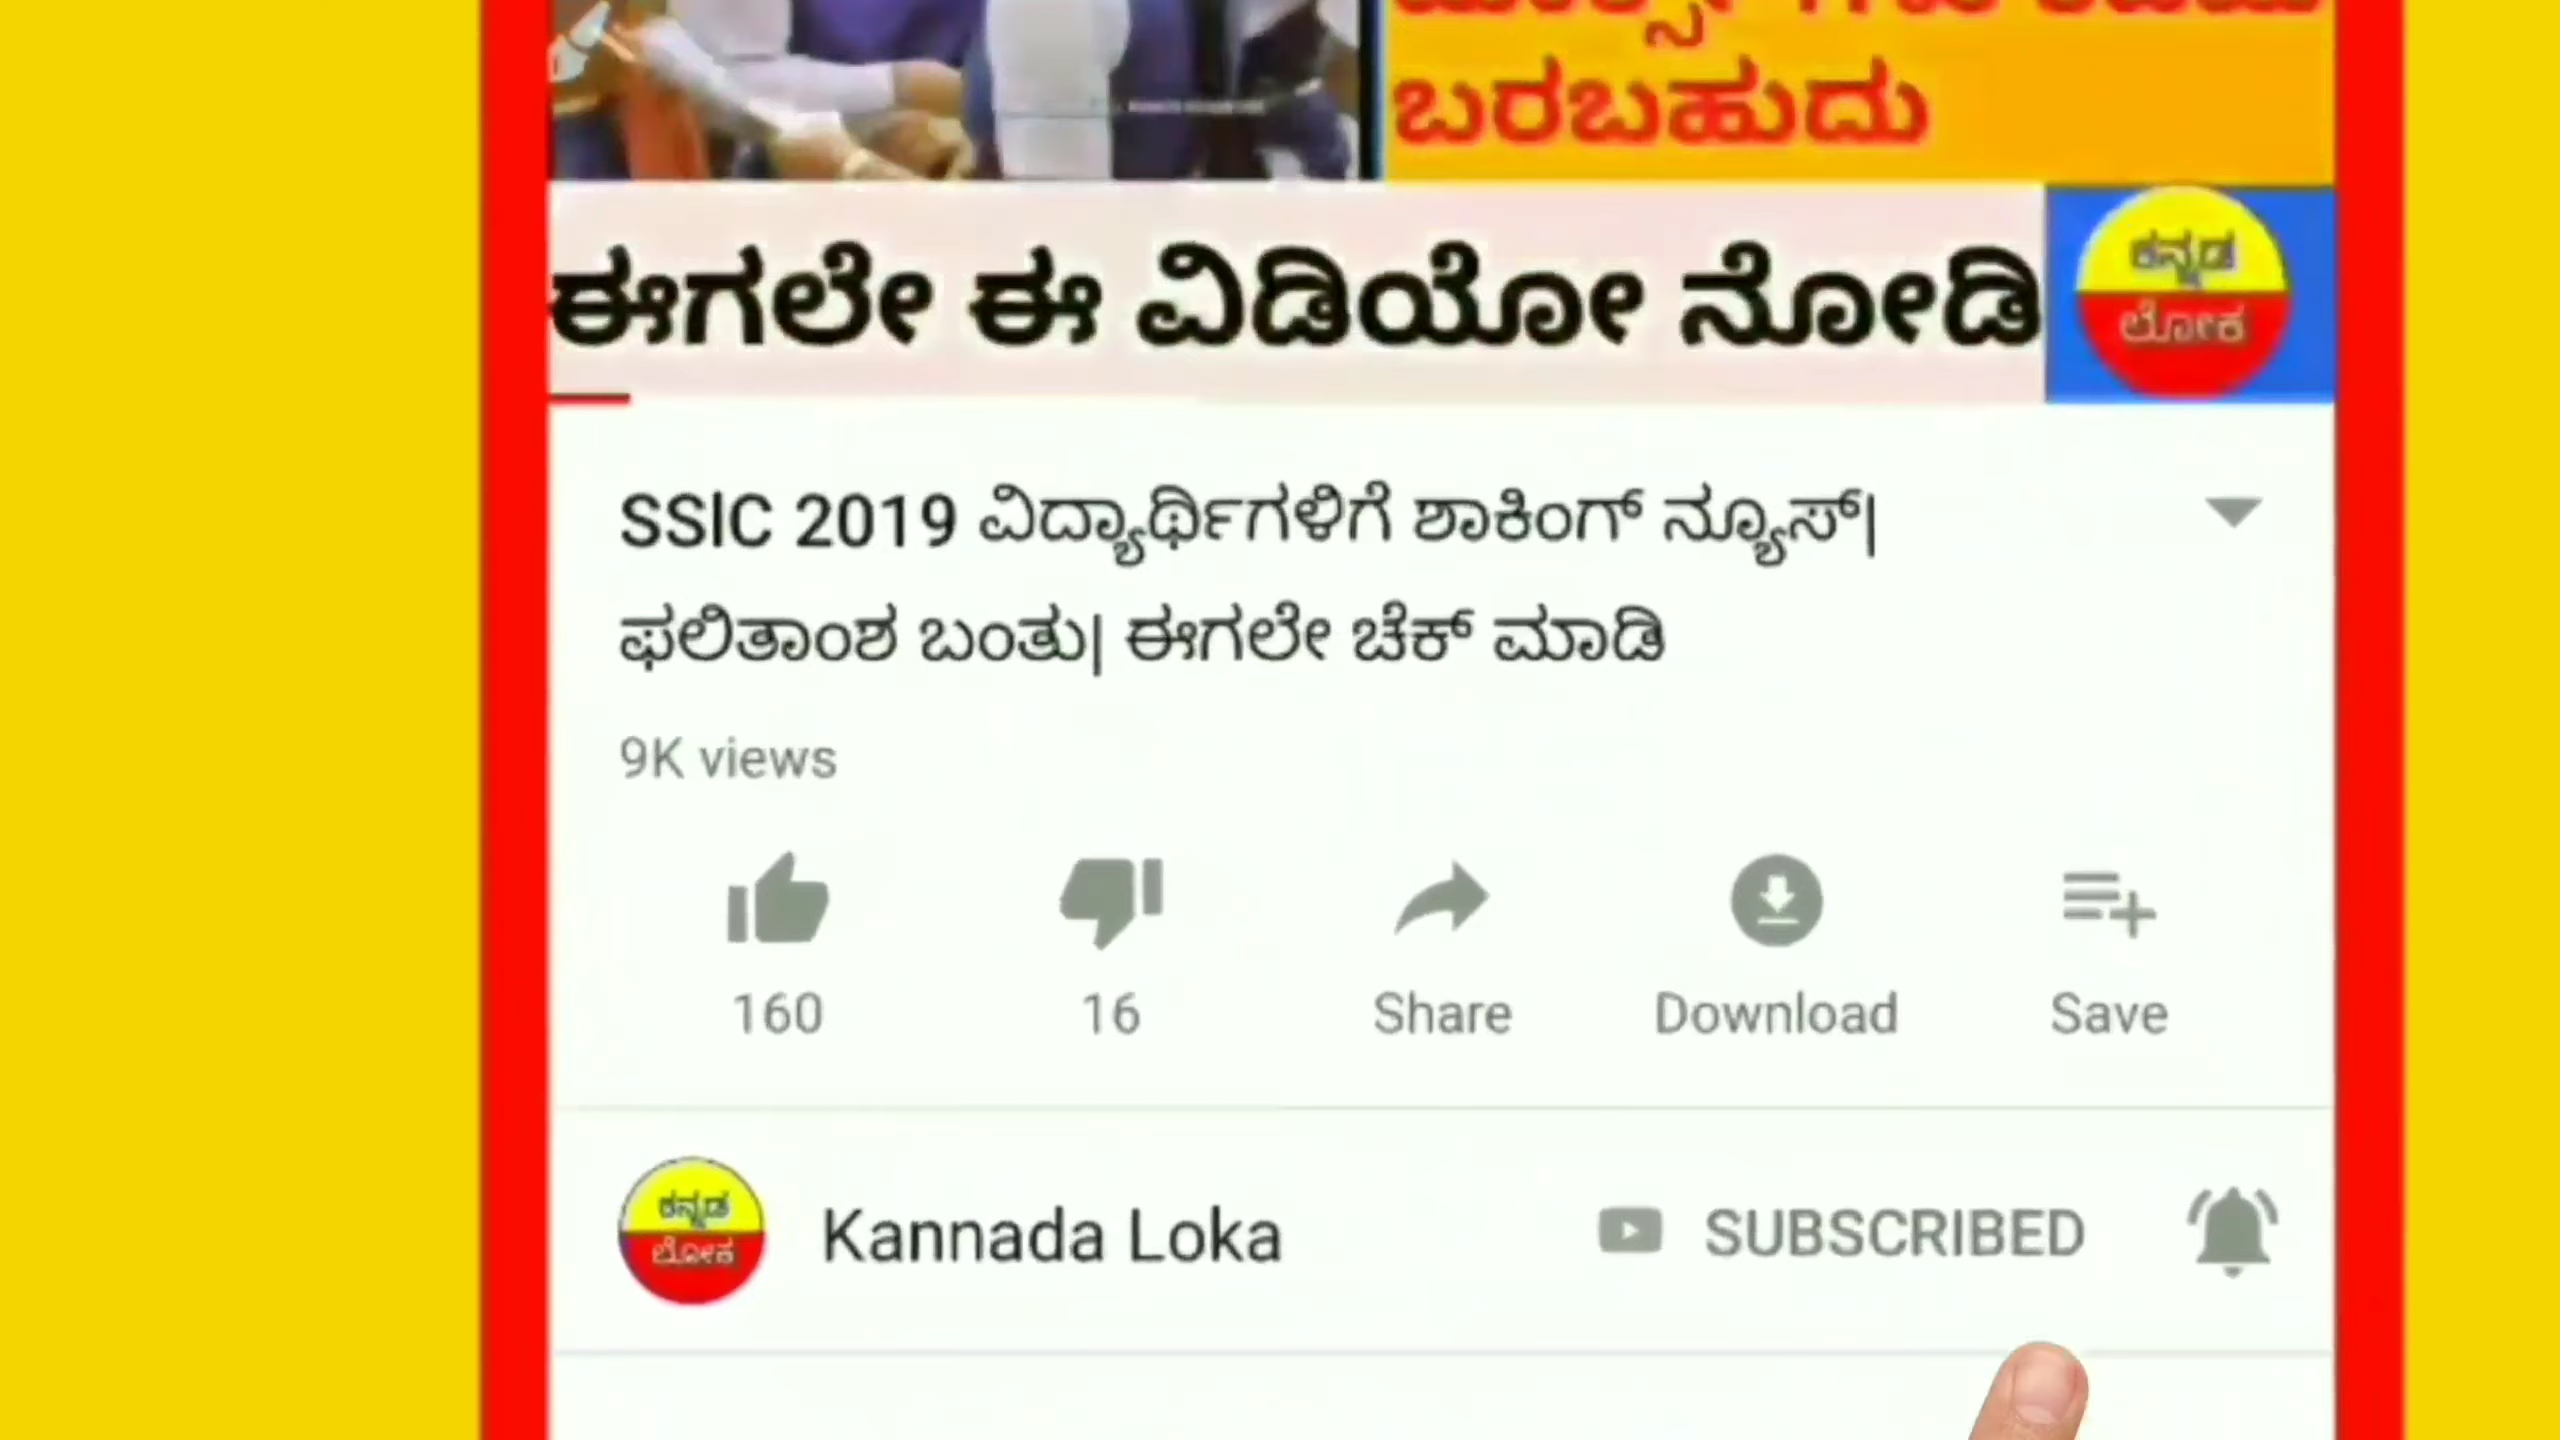 ಬರಬಹುದು
ಈಗಲೇ ಈ ವಿಡಿಯೋ ನೋಡಿ
ಕನ್ನಡ
ಲೋಕ
SSlC 2019 ವಿದ್ಯಾರ್ಥಿಗಳಿಗೆ ಶಾಕಿಂಗ್ ನ್ಯೂಸ್|
ಫಲಿತಾಂಶ ಬಂತು| ಈಗಲೇ ಚೆಕ್ ಮಾಡಿ
9K views
160
16
Share
Download
Save
ಕನ್ನಡ
ಲೋಕ
Kannada Loka
SUBSCRIBED